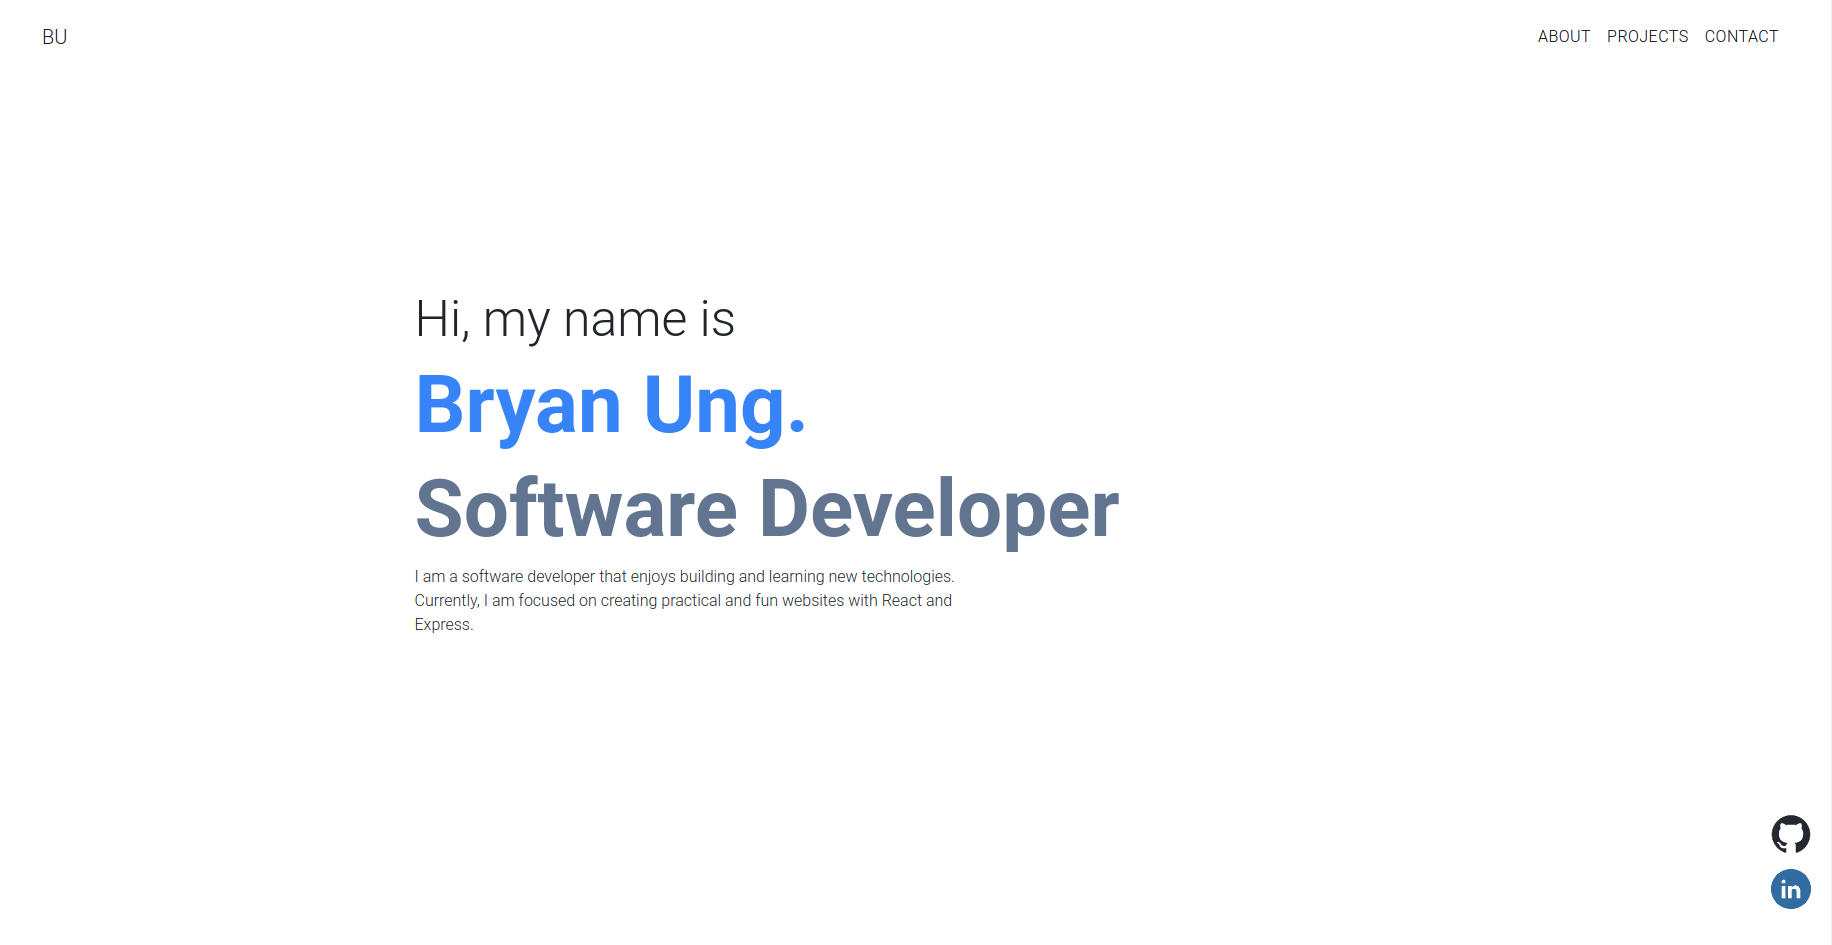 BU
ABOUT PROJECTS CONTACT
Hi, my name is
Bryan Ung.
Software Developer
I am a software developer that enjoys building and learning new technologies.
Currently, I am focused on creating practical and fun websites with React and
Express.
in